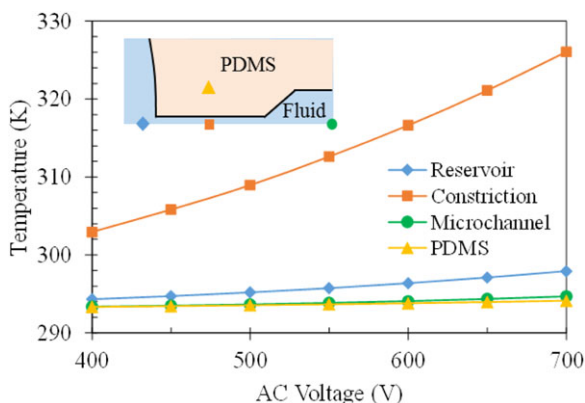 330
320
310
300
290
Temperature (K)
PDMS
Fluid
Reservoir
Constriction
Microchannel
PDMS
400
500
600
700
AC Voltage (V)